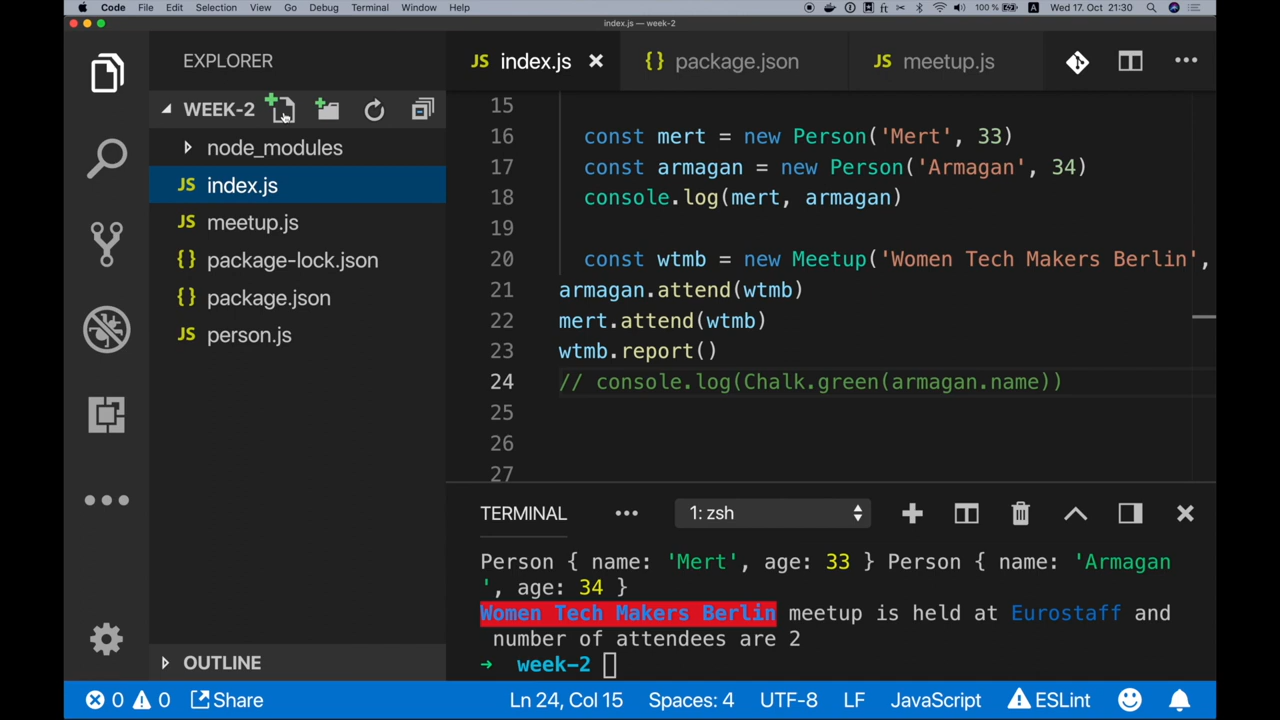 Code File Edit Selection View Go Debug Terminal Window Help 100 % A Wed 17. Oct 21:30
index.js — week-2
EXPLORER
WEEK-2
node_modules
JS index.js
JS meetup.js
{ } package-lock.json
{ } package.json
JS person.js
OUTLINE
JS index.js {} package.json JS meetup.js
15
16 const mert = new Person('Mert', 33)
17 const armagan = new Person('Armagan', 34)
18 console.log(mert, armagan)
19
20 const wtmb = new Meetup('Women Tech Makers Berlin',
21 armagan.attend(wtmb)
22 mert.attend(wtmb)
23 wtmb.report()
24 // console.log(Chalk.green(armagan.name))
25
26
27
TERMINAL 1: zsh
Person { name: 'Mert', age: 33 } Person { name: 'Armagan
', age: 34 }
Women Tech Makers Berlin meetup is held at Eurostaff and
number of attendees are 2
➜ week-2
0 0 Share Ln 24, Col 15 Spaces: 4 UTF-8 LF JavaScript ESLint